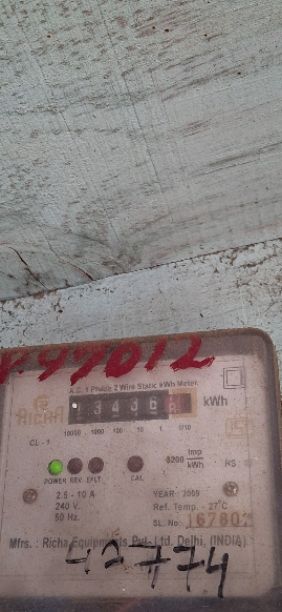 A.C. 1 Phase 2 Wire Static kWh Meter
RICHA
3436
kWh
10000 1000 100 10 1 1/10
CL - 1
3200 imp/kWh
POWER REV. E/LT CAL
2.5 - 10 A
YEAR : 2009
240 V.
Ref. Temp. - 27°C
50 Hz.
SL. No.
Mfrs. : Richa Equipments Pvt. Ltd. Delhi, (INDIA)
42774